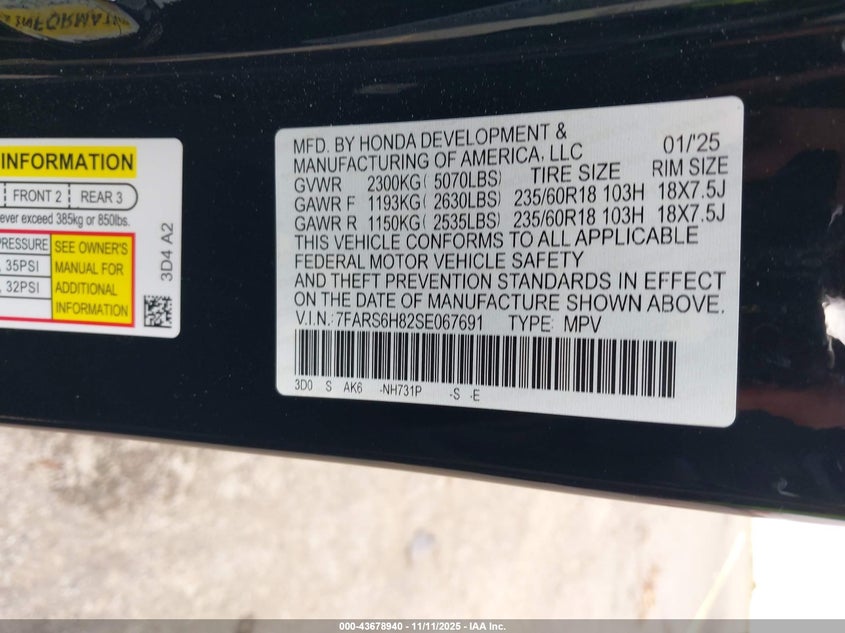 INFORMATION
FRONT 2 REAR 3
ever exceed 385kg or 850lbs.
PRESSURE SEE OWNER'S
35PSI MANUAL FOR
32PSI ADDITIONAL
INFORMATION
3D4 A2
MFD. BY HONDA DEVELOPMENT & 01/'25
MANUFACTURING OF AMERICA, LLC
TIRE SIZE RIM SIZE
GVWR 2300KG( 5070LBS)
GAWR F 1193KG( 2630LBS) 235/60R18 103H 18X7.5J
GAWR R 1150KG( 2535LBS) 235/60R18 103H 18X7.5J
THIS VEHICLE CONFORMS TO ALL APPLICABLE
FEDERAL MOTOR VEHICLE SAFETY
AND THEFT PREVENTION STANDARDS IN EFFECT
ON THE DATE OF MANUFACTURE SHOWN ABOVE.
V.I.N.:7FARS6H82SE067691 TYPE: MPV
3D0 S AK6 -NH731P -S -E
000-43678940 - 11/11/2025 - IAA Inc.